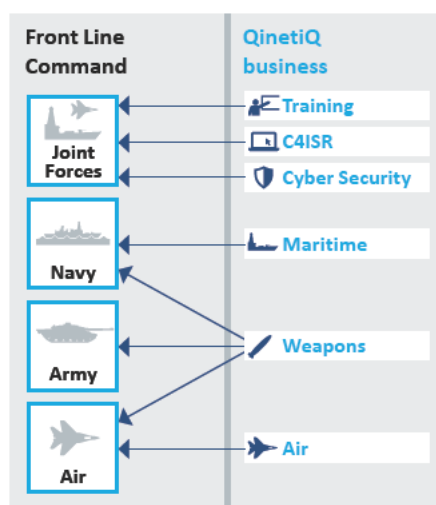 Front Line
Command
QinetiQ
business
Joint
Forces
Navy
Army
Air
Training
C4ISR
Cyber Security
Maritime
Weapons
Air